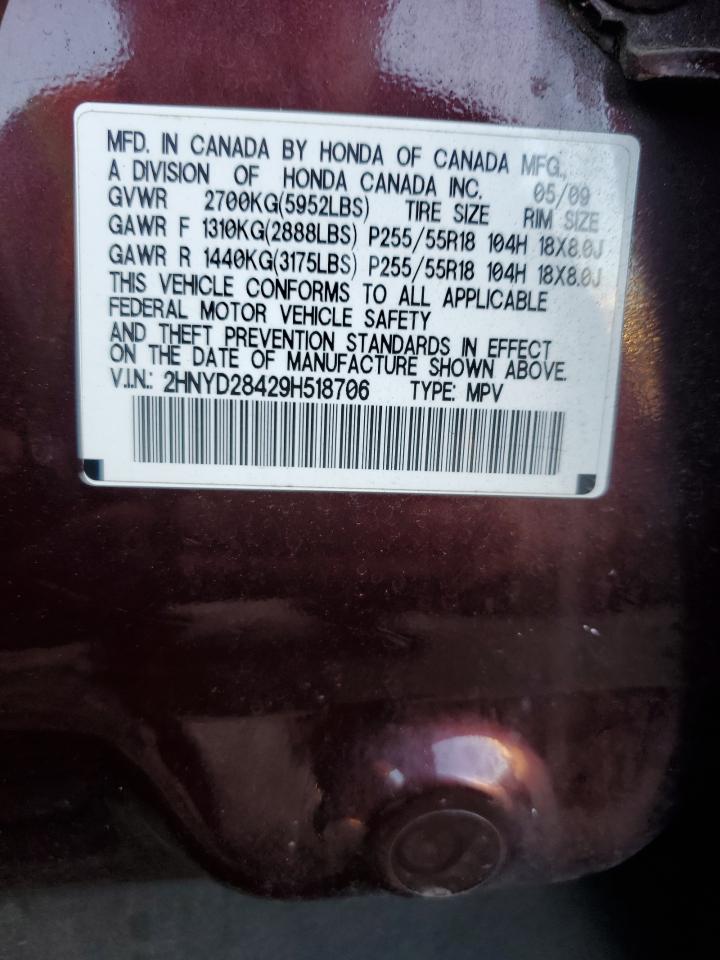 MFD. IN CANADA BY HONDA OF CANADA MFG.,
A DIVISION OF HONDA CANADA INC. 05/09
GVWR 2700KG(5952LBS) TIRE SIZE RIM SIZE
GAWR F 1310KG(2888LBS) P255/55R18 104H 18X8.0J
GAWR R 1440KG(3175LBS) P255/55R18 104H 18X8.0J
THIS VEHICLE CONFORMS TO ALL APPLICABLE
FEDERAL MOTOR VEHICLE SAFETY
AND THEFT PREVENTION STANDARDS IN EFFECT
ON THE DATE OF MANUFACTURE SHOWN ABOVE.
V.I.N.: 2HNYD28429H518706 TYPE: MPV